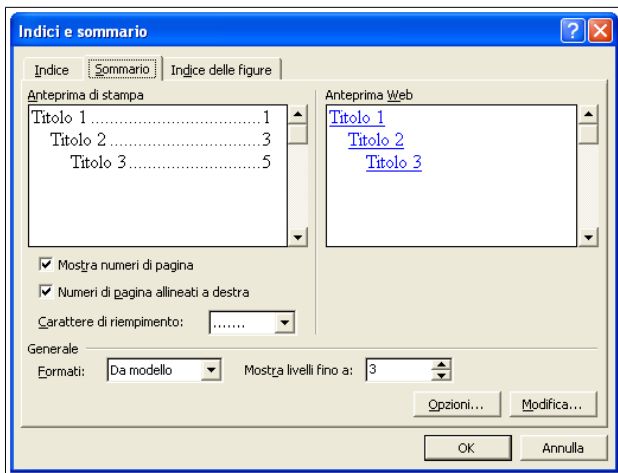 Indici e sommario
Indice Sommario Indice delle figure
Anteprima di stampa
Titolo 1 ............................. 1
Titolo 2 ......................... 3
Titolo 3 ...................... 5
Anteprima Web
Titolo 1
Titolo 2
Titolo 3
Mostra numeri di pagina
Numeri di pagina allineati a destra
Carattere di riempimento: .......
Generale
Formati: Da modello Mostra livelli fino a: 3
Opzioni... Modifica...
OK Annulla